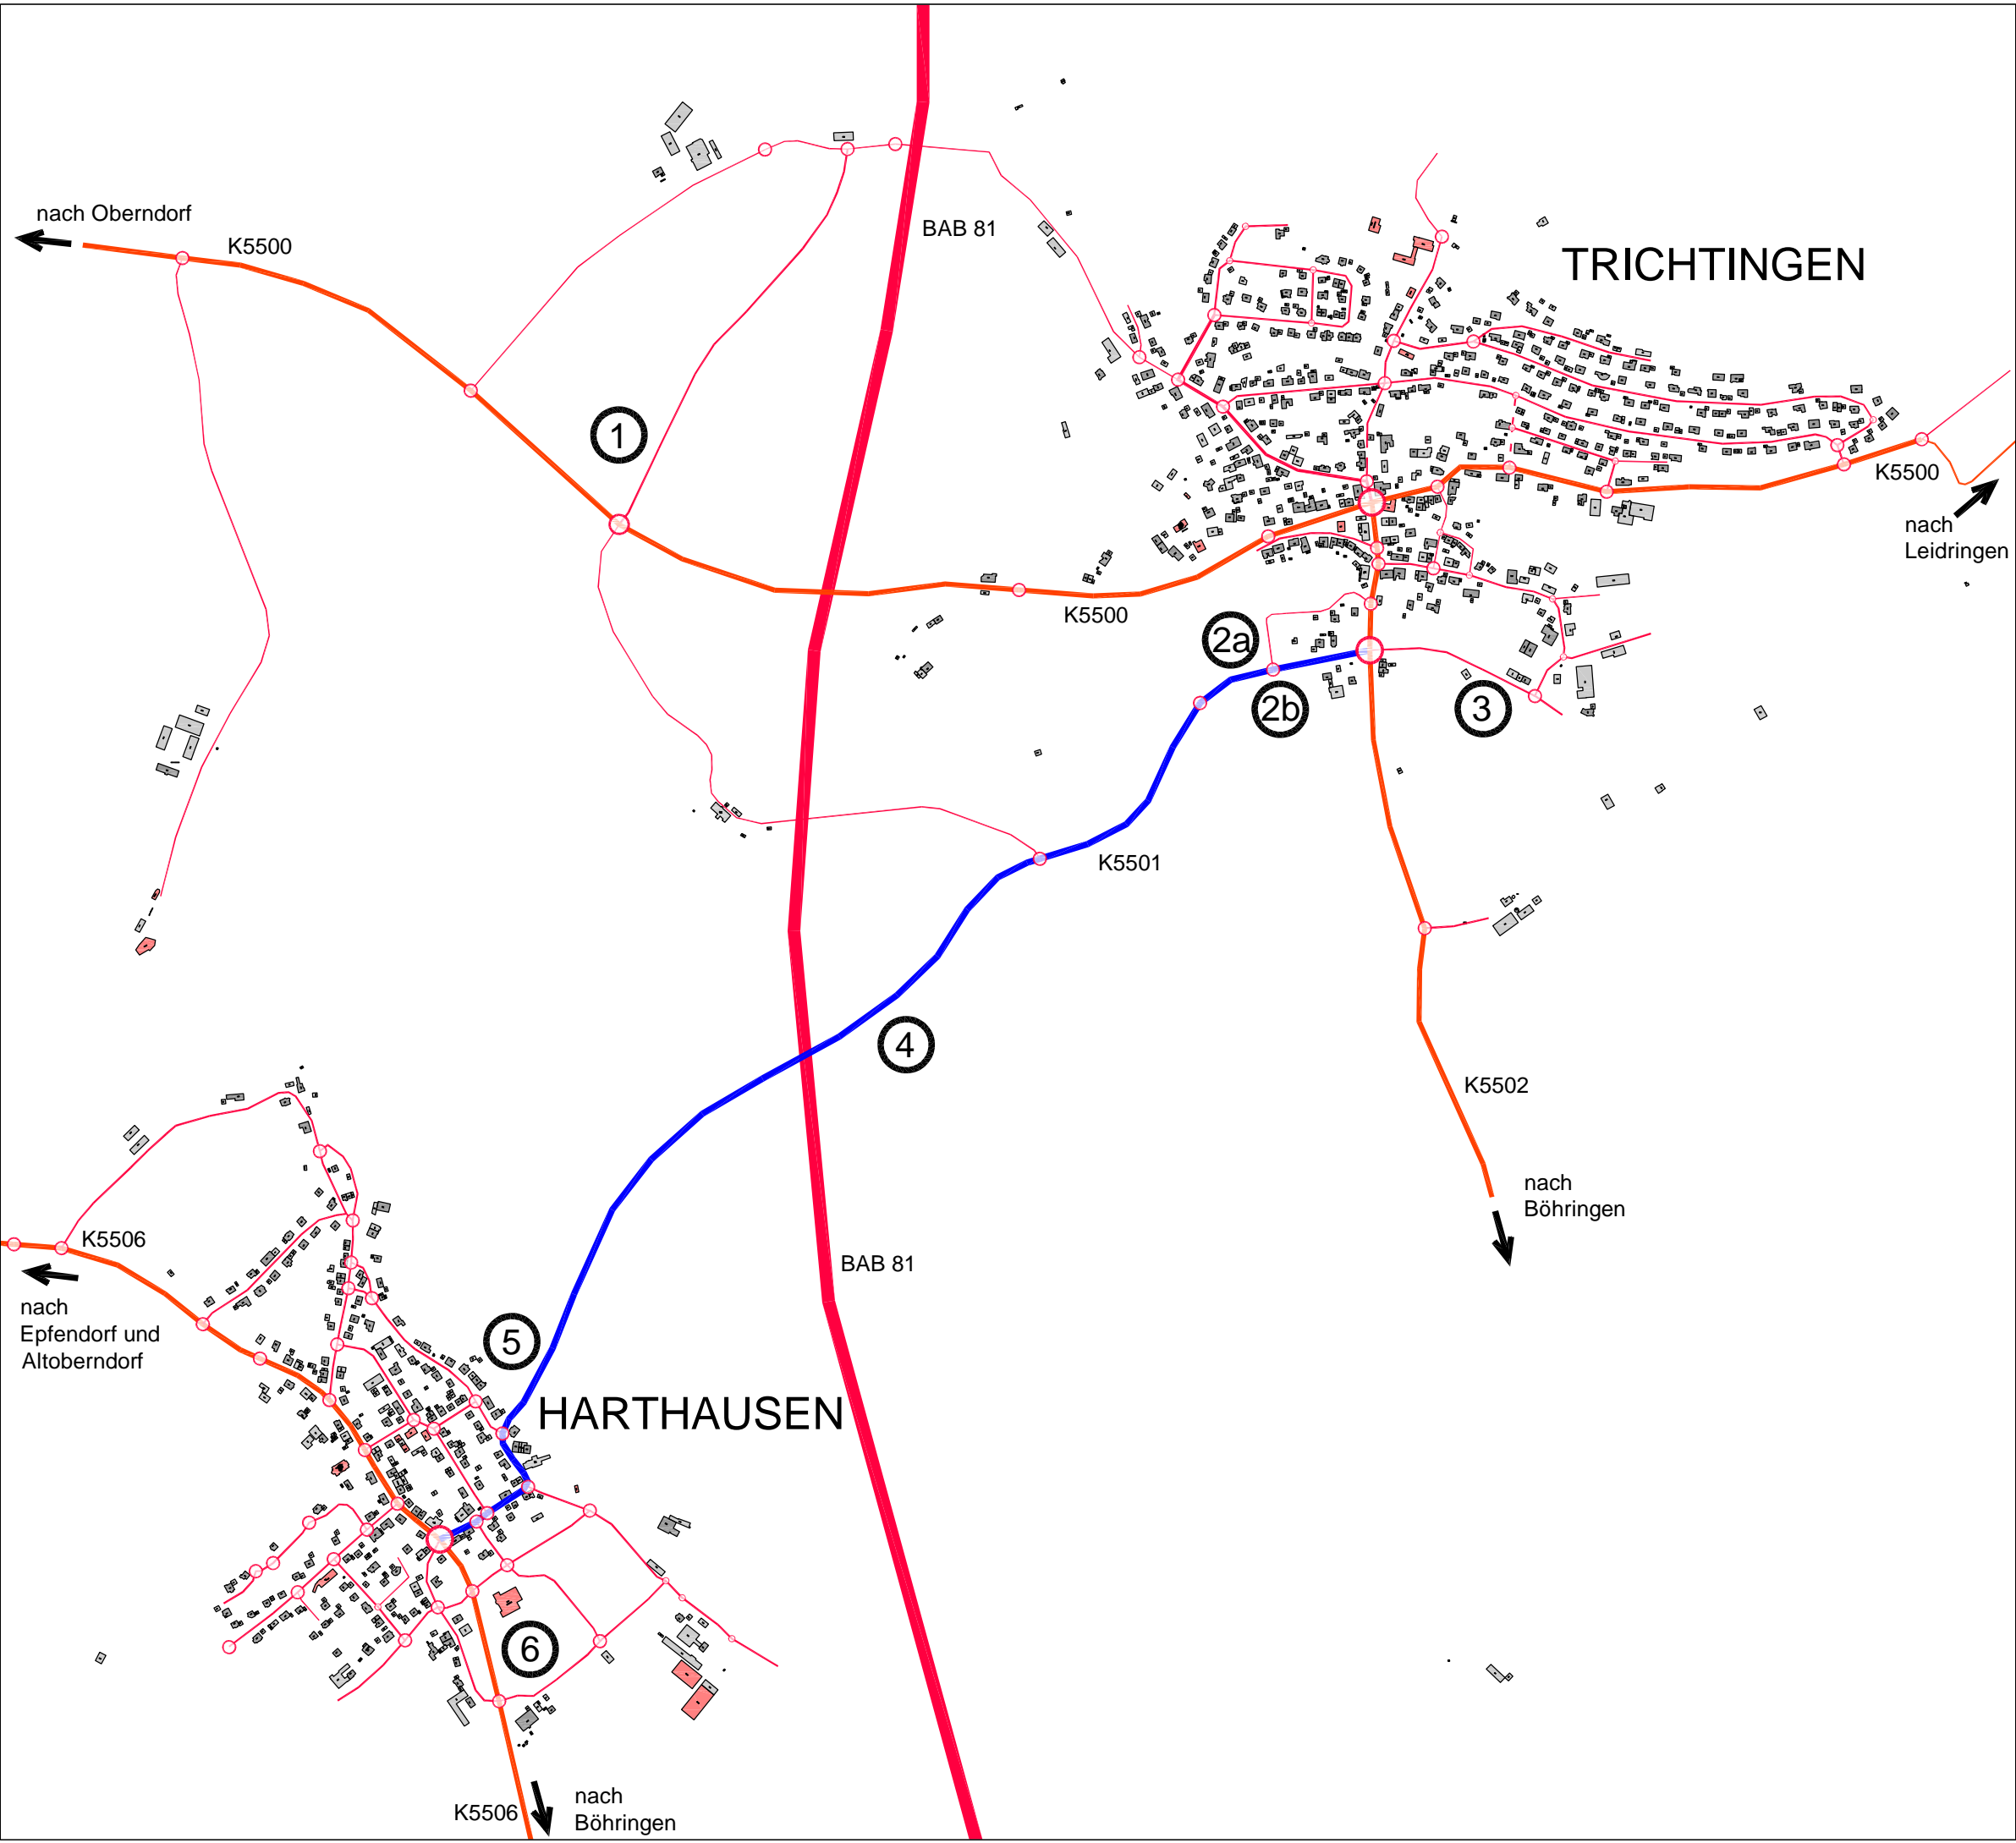 nach Oberndorf
K5500
BAB 81
TRICHTINGEN
1
K5500
nach
Leidringen
K5500
2a
2b
3
K5501
4
K5502
nach
Böhringen
K5506
BAB 81
nach
Epfendorf und
Altoberndorf
5
HARTHAUSEN
6
nach
Böhringen
K5506